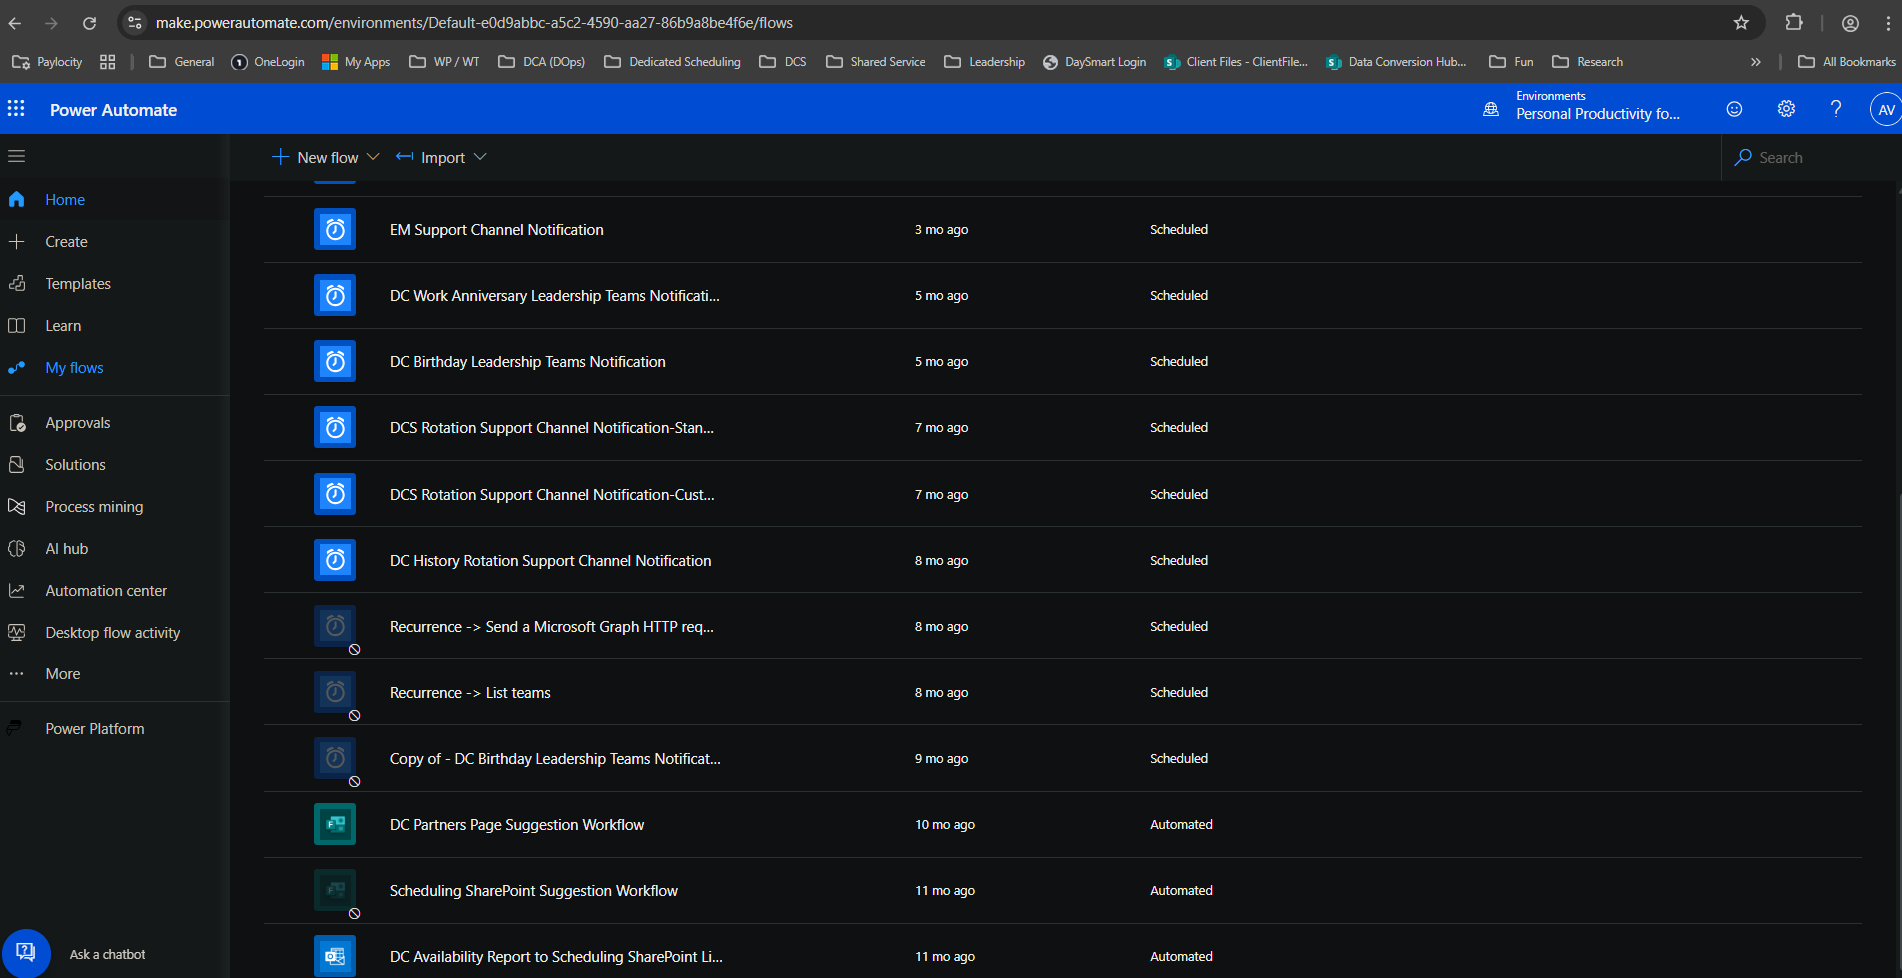 make.powerautomate.com/environments/Default-e0d9abbc-a5c2-4590-aa27-86b9a8be4f6e/flows
Paylocity General OneLogin My Apps WP / WT DCA (DOps) Dedicated Scheduling DCS Shared Service Leadership DaySmart Login Client Files - ClientFile... Data Conversion Hub... Fun Research » All Bookmarks
Power Automate
Environments
Personal Productivity fo...
AV
New flow Import Search
Home
Create
Templates
Learn
My flows
Approvals
Solutions
Process mining
AI hub
Automation center
Desktop flow activity
More
Power Platform
Ask a chatbot
EM Support Channel Notification 3 mo ago Scheduled
DC Work Anniversary Leadership Teams Notificati... 5 mo ago Scheduled
DC Birthday Leadership Teams Notification 5 mo ago Scheduled
DCS Rotation Support Channel Notification-Stan... 7 mo ago Scheduled
DCS Rotation Support Channel Notification-Cust... 7 mo ago Scheduled
DC History Rotation Support Channel Notification 8 mo ago Scheduled
Recurrence -> Send a Microsoft Graph HTTP req... 8 mo ago Scheduled
Recurrence -> List teams 8 mo ago Scheduled
Copy of - DC Birthday Leadership Teams Notificat... 9 mo ago Scheduled
DC Partners Page Suggestion Workflow 10 mo ago Automated
Scheduling SharePoint Suggestion Workflow 11 mo ago Automated
DC Availability Report to Scheduling SharePoint Li... 11 mo ago Automated